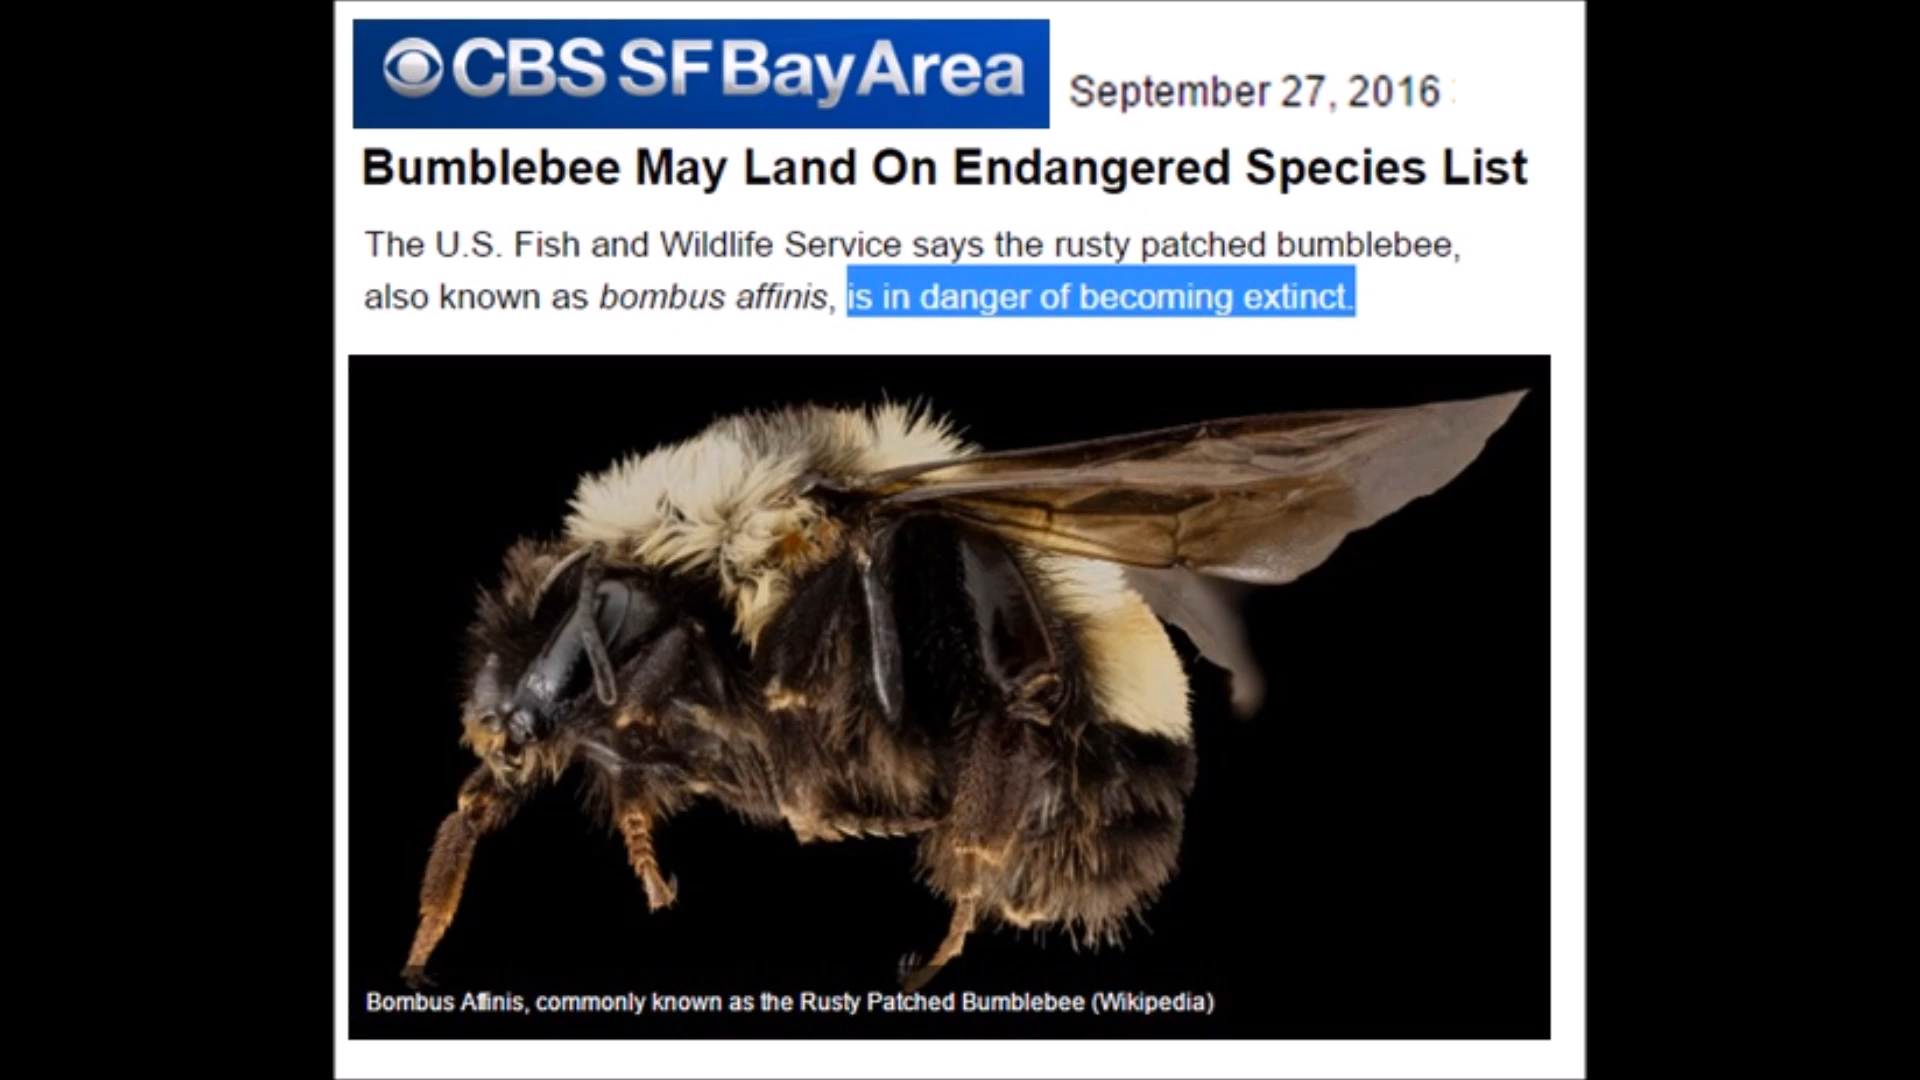 CBS SF BayArea
September 27, 2016
Bumblebee May Land On Endangered Species List
The U.S. Fish and Wildlife Service says the rusty patched bumblebee,
also known as bombus affinis, is in danger of becoming extinct.
Bombus Affinis, commonly known as the Rusty Patched Bumblebee (Wikipedia)